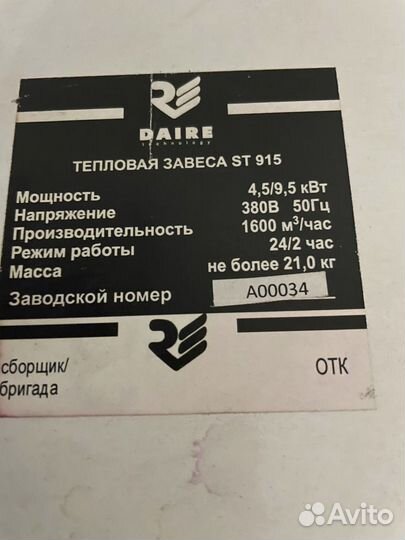 DAIRE
technology
ТЕПЛОВАЯ ЗАВЕСА ST 915
Мощность 4,5/9,5 кВт
Напряжение 380В 50Гц
Производительность 1600 м³/час
Режим работы 24/2 час
Масса не более 21,0 кг
Заводской номер A00034
сборщик/ ОТК
бригада
Avito